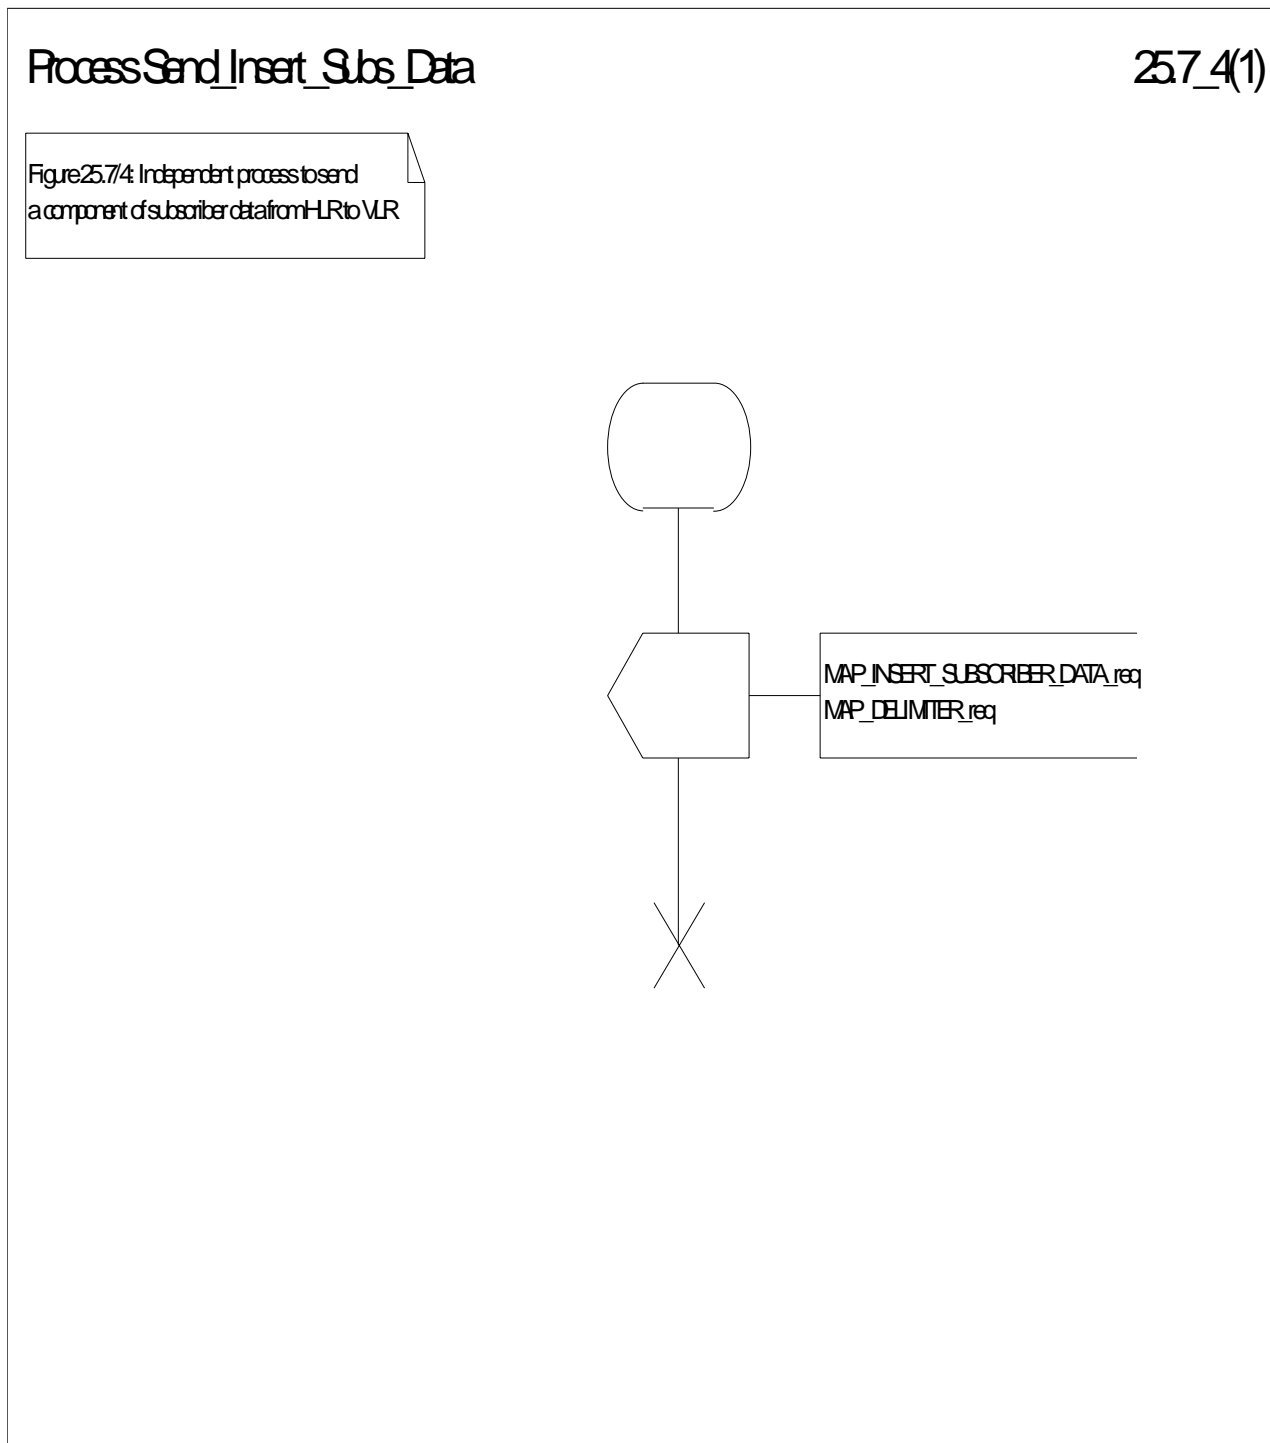 Process Send_Insert_Subs_Data
25.7_4(1)
Figure 25.7/4: Independent process to send
a component of subscriber data from HLR to VLR
MAP_INSERT_SUBSCRIBER_DATA_req
MAP_DELIMITER_req